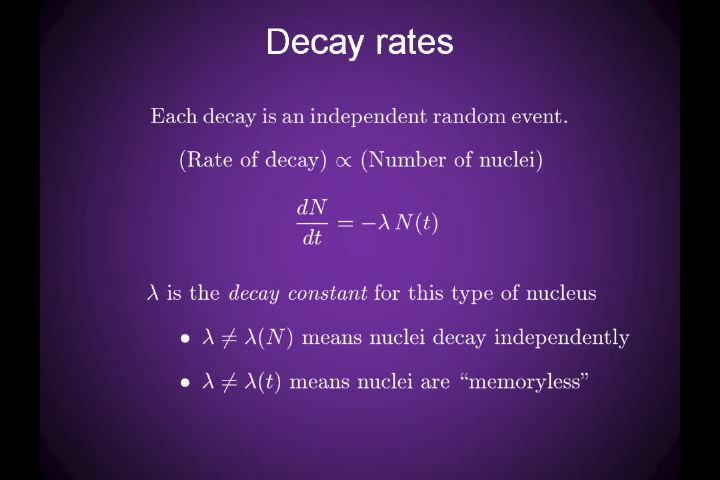 Decay rates
Each decay is an independent random event.
(Rate of decay) ∝ (Number of nuclei)
dN/dt = −λ N(t)
λ is the decay constant for this type of nucleus
• λ ≠ λ(N) means nuclei decay independently
• λ ≠ λ(t) means nuclei are “memoryless”